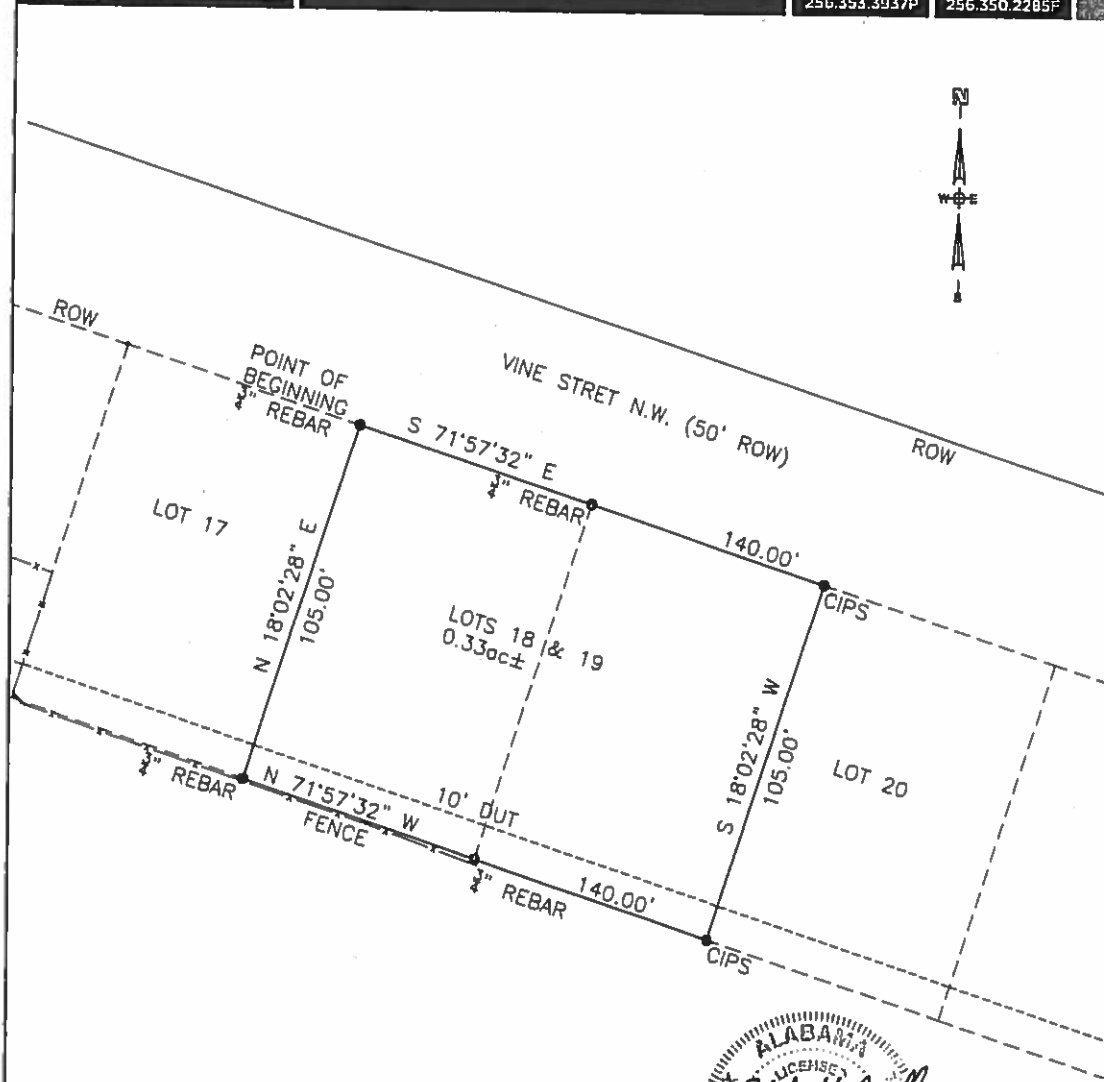 256.353.3937P 256.350.2285F
N
W E
S
ROW
POINT OF
BEGINNING
3/4" REBAR
VINE STRET N.W. (50' ROW)
ROW
S 71°57'32" E
3/4" REBAR
140.00'
CIPS
LOT 17
N 18°02'28" E
105.00'
LOTS 18 & 19
0.33ac±
S 18°02'28" W
105.00'
LOT 20
3/4" REBAR
N 71°57'32" W
FENCE
10' DUT
3/4" REBAR
140.00'
CIPS
ALABAMA
LICENSED